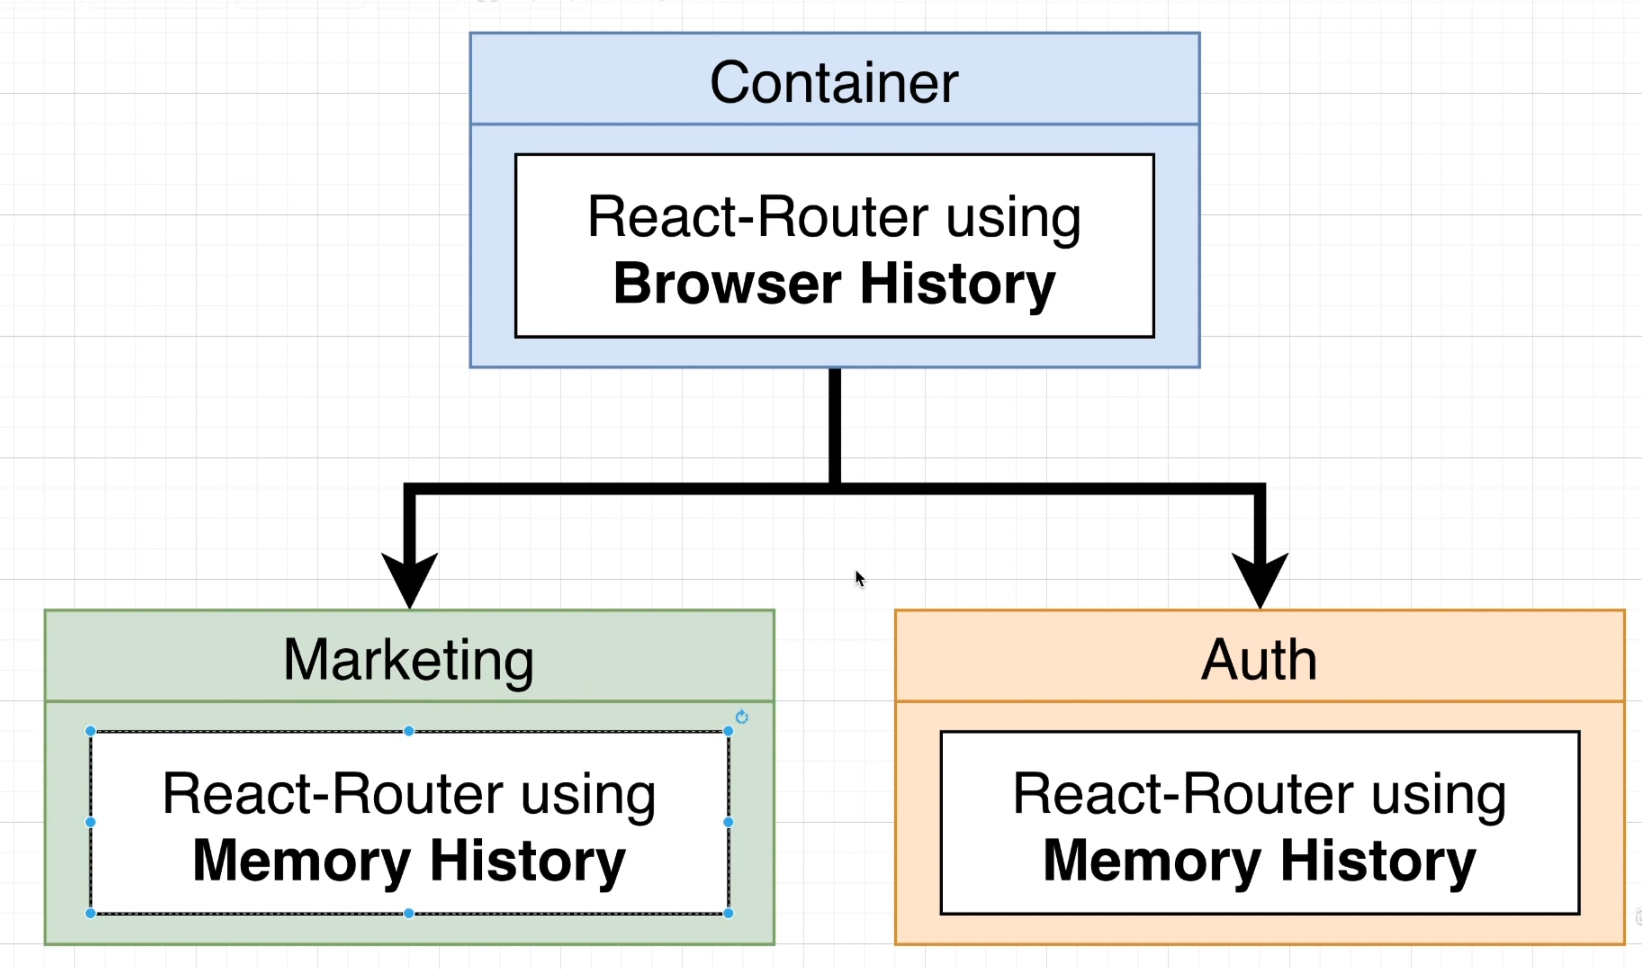 Container
React-Router using
Browser History
Marketing
React-Router using
Memory History
Auth
React-Router using
Memory History